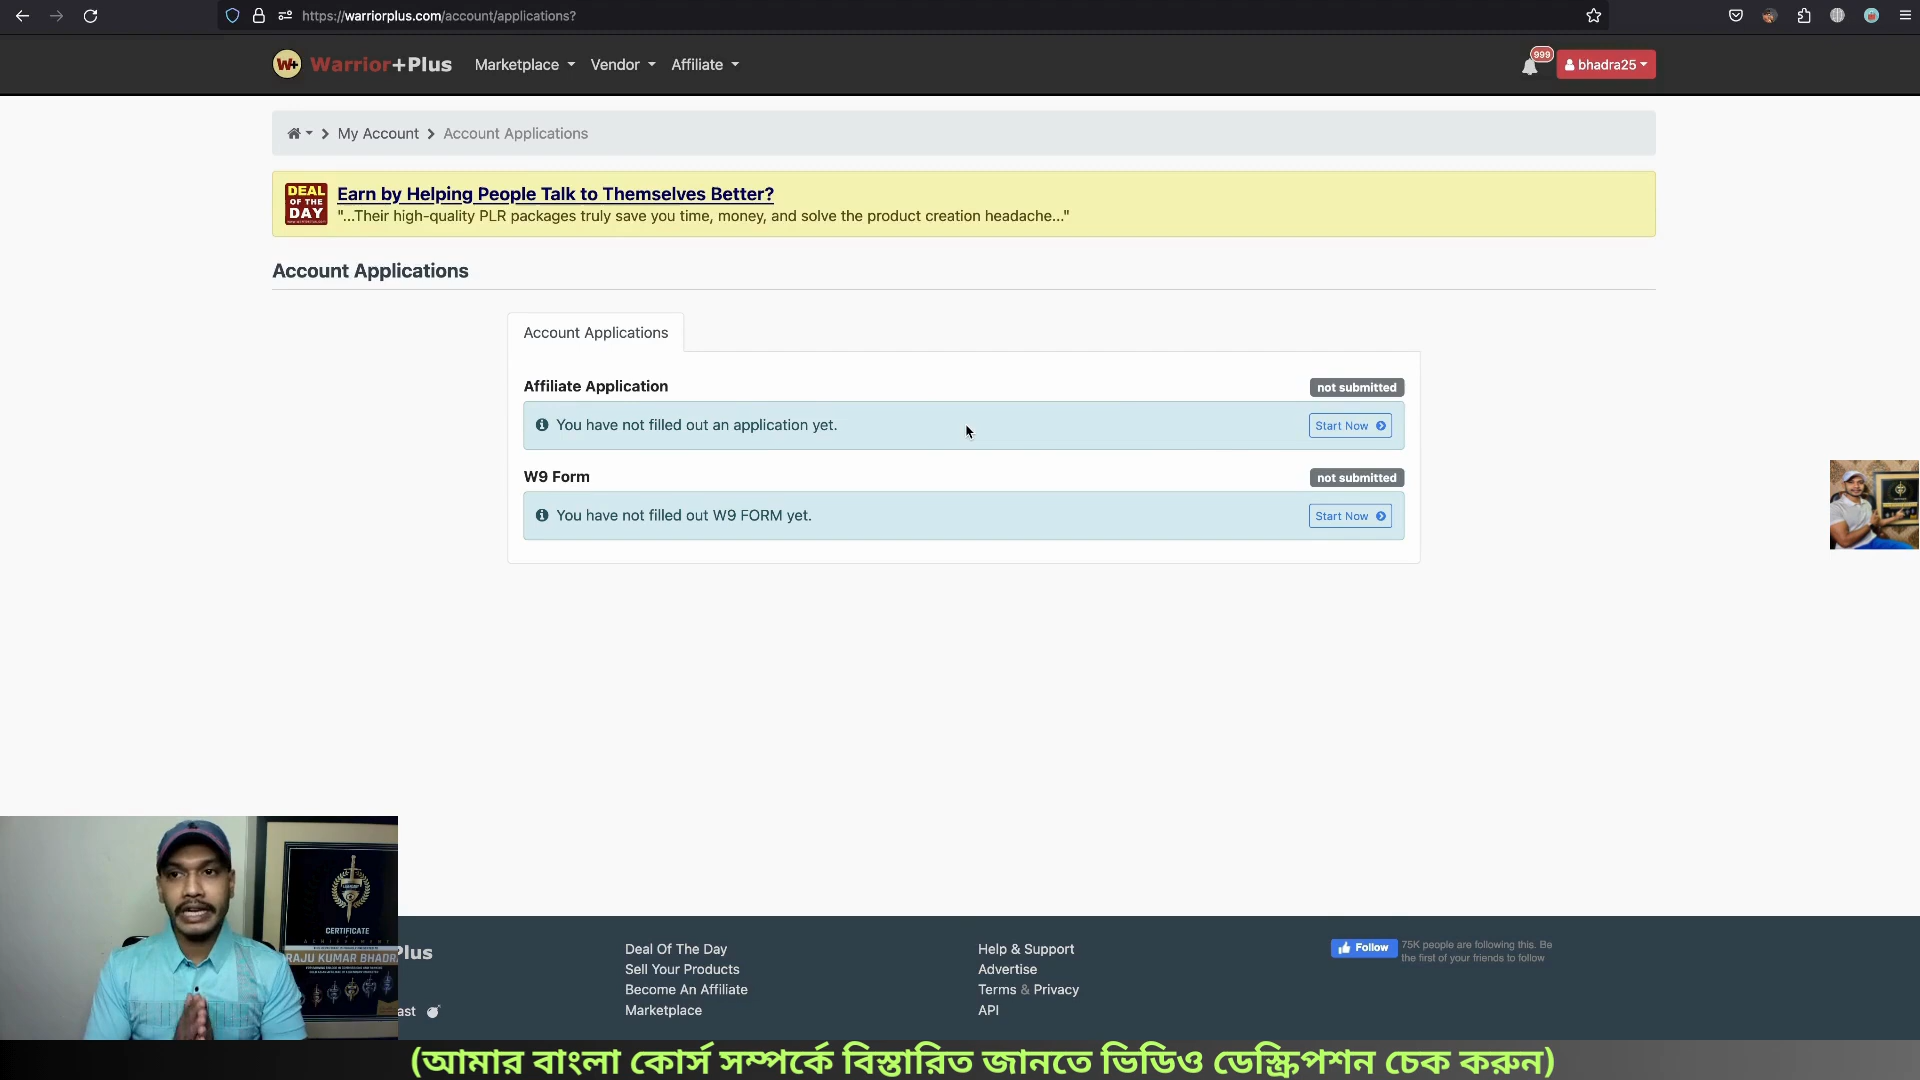 https://warriorplus.com/account/applications?
W+ Warrior+Plus Marketplace Vendor Affiliate 999 bhadra25
My Account Account Applications
DEAL OF THE DAY
Earn by Helping People Talk to Themselves Better?
"...Their high-quality PLR packages truly save you time, money, and solve the product creation headache..."
Account Applications
Account Applications
Affiliate Application not submitted
You have not filled out an application yet. Start Now
W9 Form not submitted
You have not filled out W9 FORM yet. Start Now
CERTIFICATE
RAJU KUMAR BHADRA
Plus
ast
Deal Of The Day
Sell Your Products
Become An Affiliate
Marketplace
Help & Support
Advertise
Terms & Privacy
API
Follow
75K people are following this. Be
the first of your friends to follow
(আমার বাংলা কোর্স সম্পর্কে বিস্তারিত জানতে ভিডিও ডেস্ক্রিপশন চেক করুন)